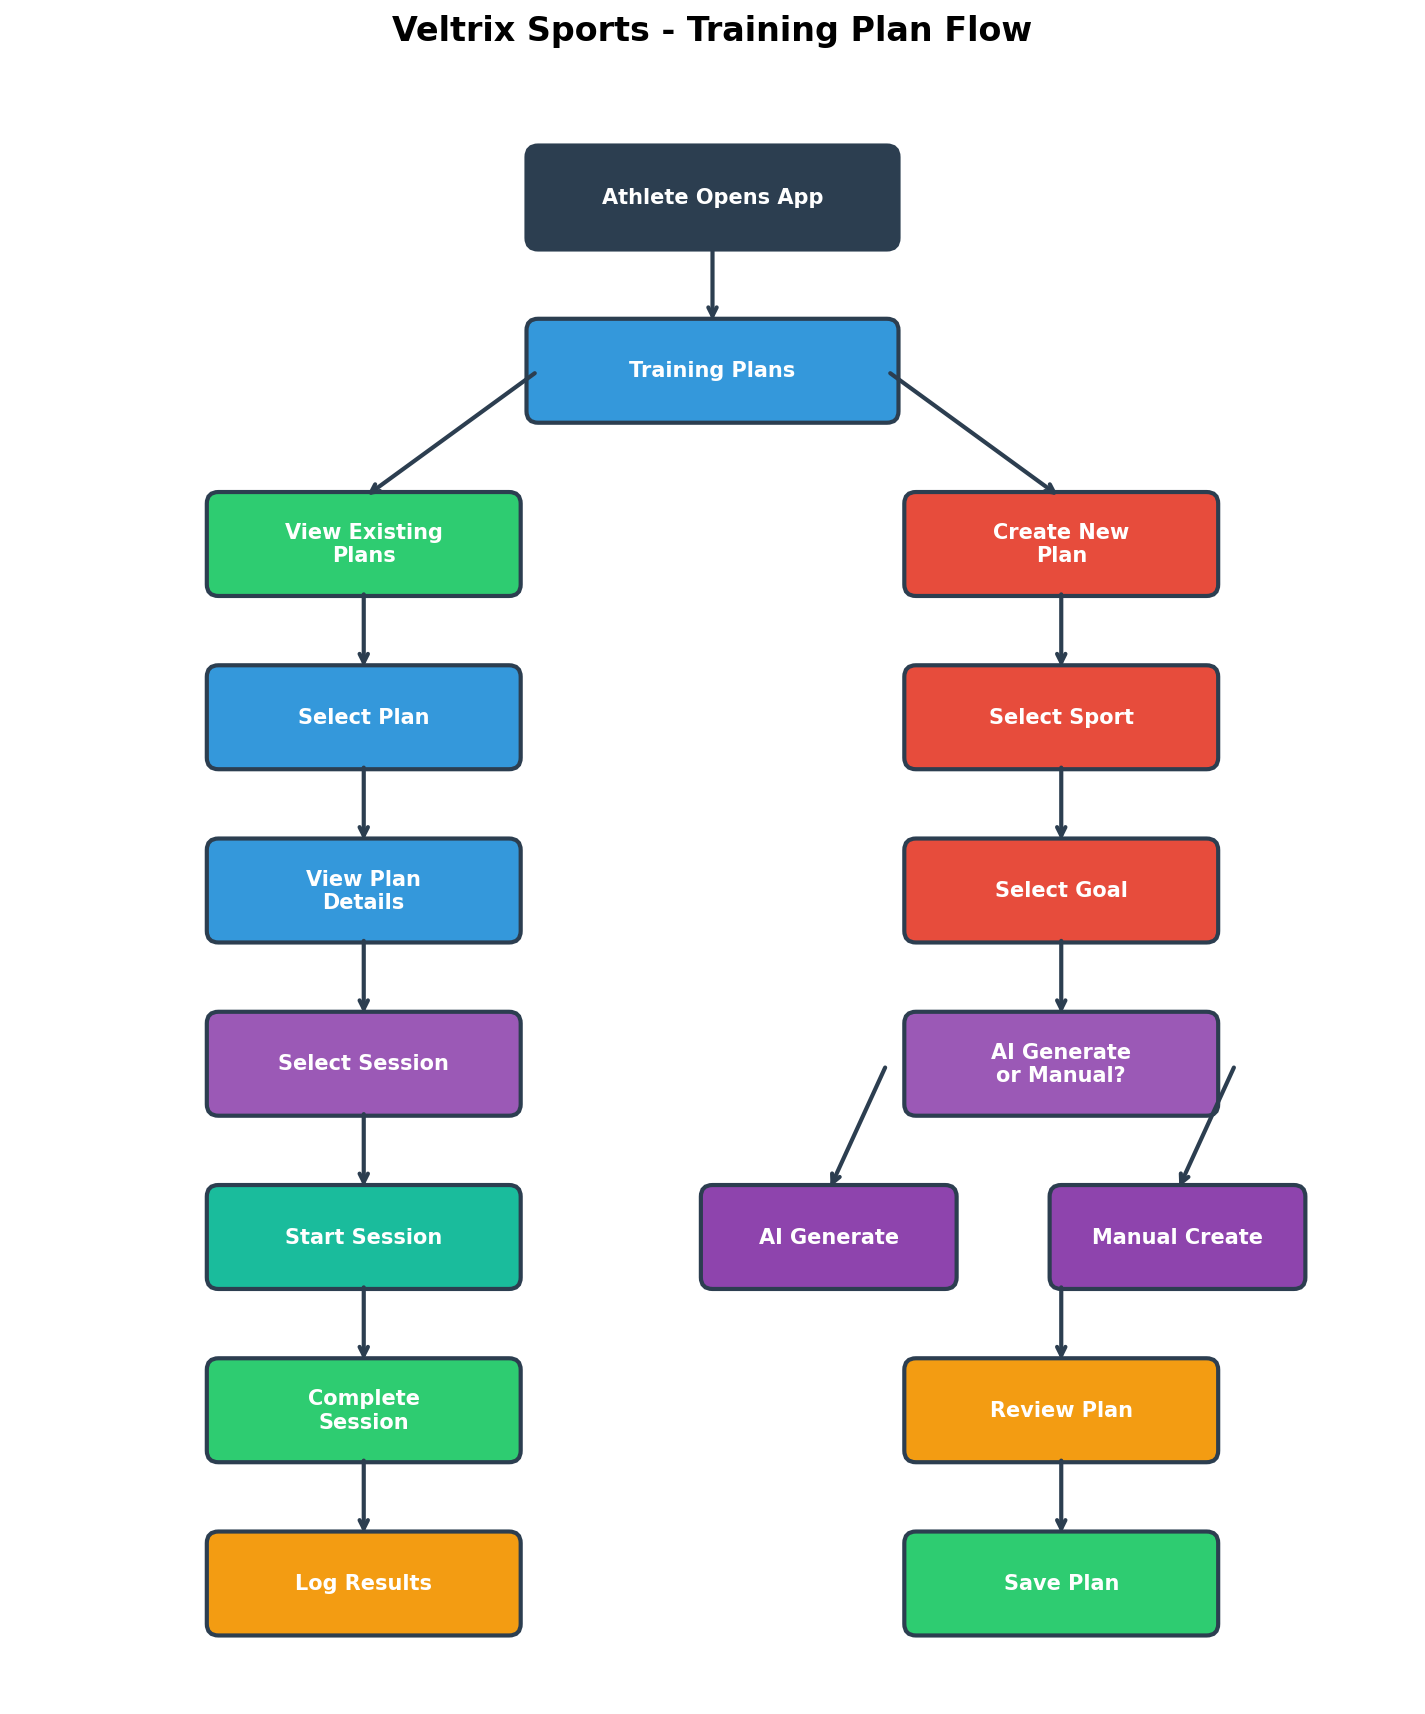 Veltrix Sports - Training Plan Flow
Athlete Opens App
Training Plans
View Existing
Plans
Create New
Plan
Select Plan
Select Sport
View Plan
Details
Select Goal
Select Session
AI Generate
or Manual?
Start Session
AI Generate
Manual Create
Complete
Session
Review Plan
Log Results
Save Plan